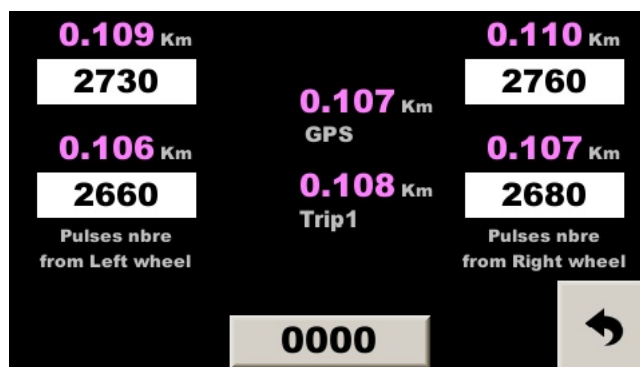 0.109 Km
2730
0.106 Km
2660
Pulses nbre
from Left wheel
0.107 Km
GPS
0.108 Km
Trip1
0.110 Km
2760
0.107 Km
2680
Pulses nbre
from Right wheel
0000